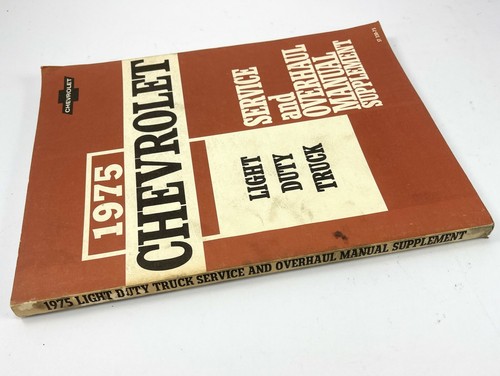 CHEVROLET
1975
CHEVROLET
SERVICE
and
OVERHAUL
MANUAL
SUPPLEMENT
LIGHT
DUTY
TRUCK
1975 LIGHT DUTY TRUCK SERVICE AND OVERHAUL MANUAL SUPPLEMENT